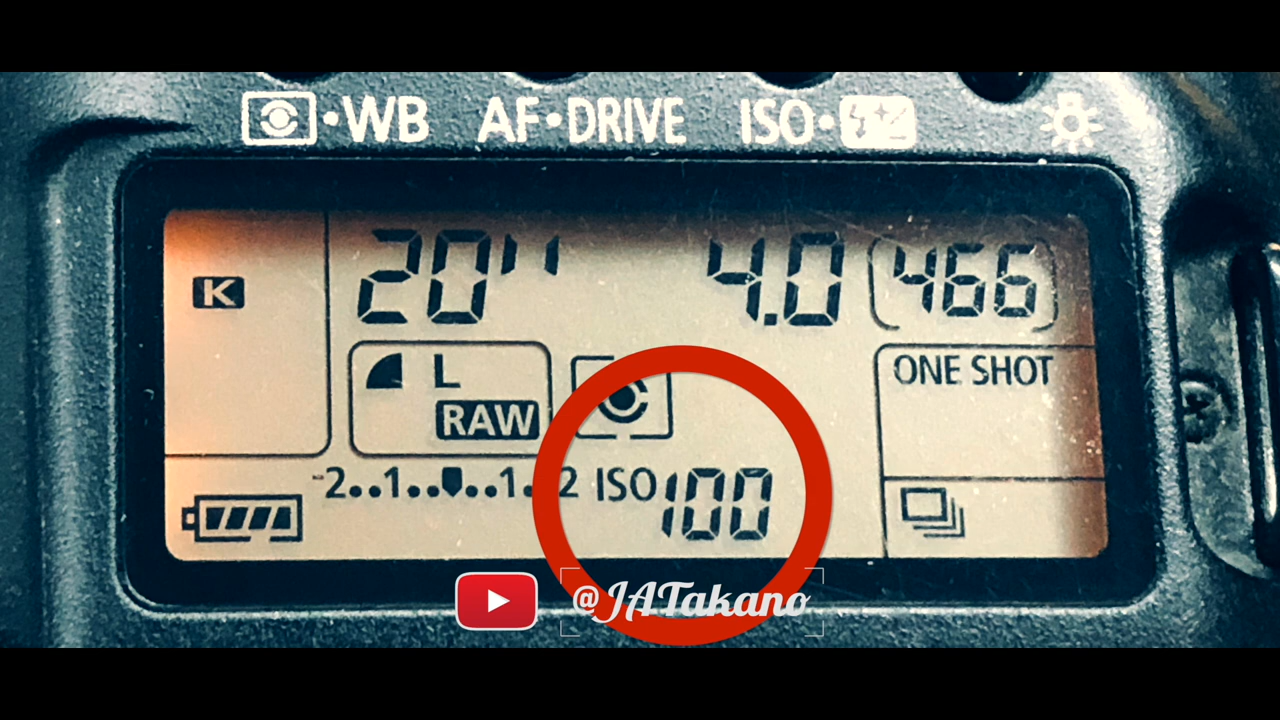 WB AF•DRIVE ISO•
K 20" 4.0 [466]
L ONE SHOT
RAW
-2..1..▼..1..2 ISO 100
@JATakano